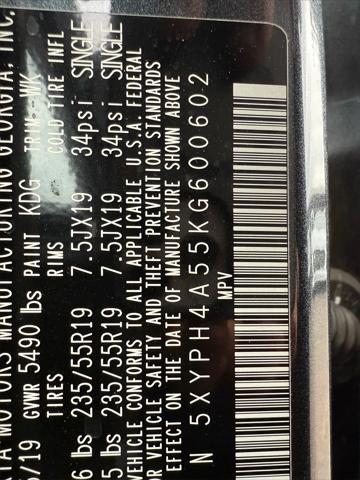 MOTORS MANUFACTURING GEORGIA, INC.
/19 GVWR 5490 lbs PAINT KDG TRIM WK
TIRES RIMS COLD TIRE INFL
lbs 235/55R19 7.5JX19 34psi SINGLE
5 lbs 235/55R19 7.5JX19 34psi SINGLE
VEHICLE CONFORMS TO ALL APPLICABLE U.S.A. FEDERAL
OR VEHICLE SAFETY AND THEFT PREVENTION STANDARDS
EFFECT ON THE DATE OF MANUFACTURE SHOWN ABOVE
N 5XYPH4A55KG600602
MPV